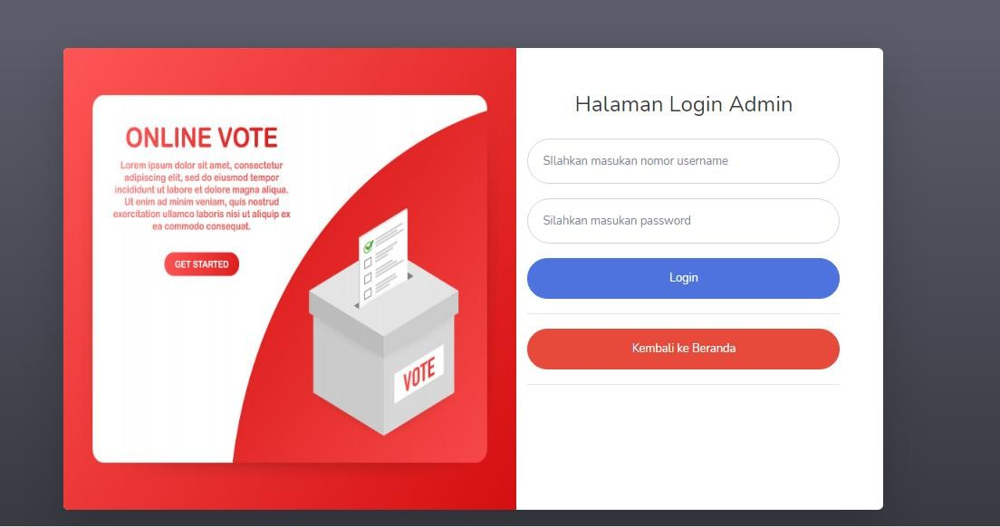 ONLINE VOTE
Lorem ipsum dolor sit amet, consectetur
adipiscing elit, sed do eiusmod tempor
incididunt ut labore et dolore magna aliqua.
Ut enim ad minim veniam, quis nostrud
exercitation ullamco laboris nisi ut aliquip ex
ea commodo consequat.
GET STARTED
VOTE
Halaman Login Admin
SIlahkan masukan nomor username
Silahkan masukan password
Login
Kembali ke Beranda